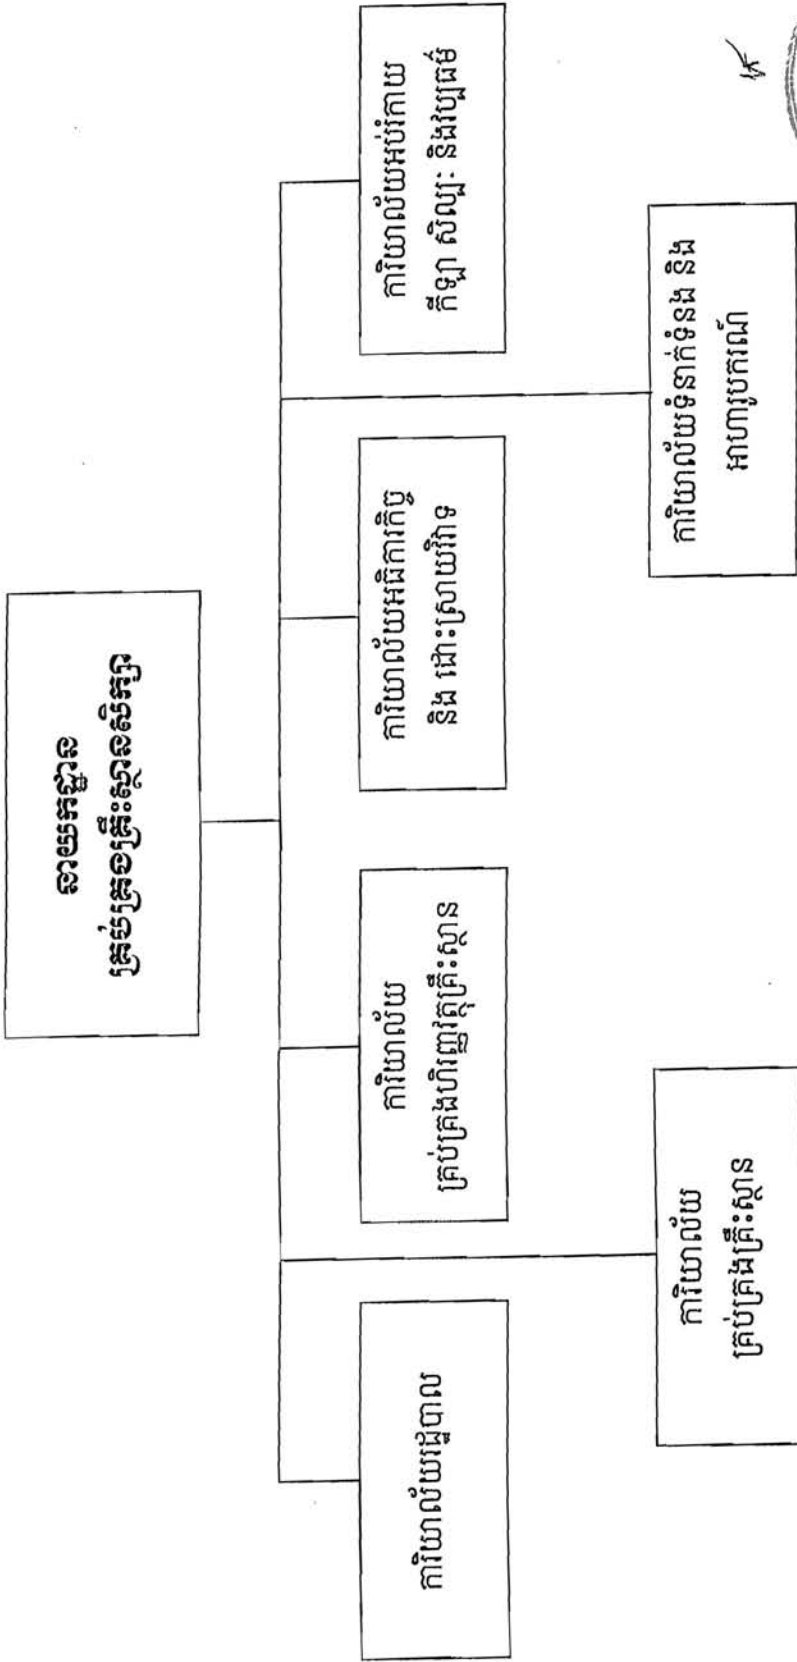 នាយកដ្ឋាន
គ្រប់គ្រងគ្រឹះស្ថានសិក្សា
ការិយាល័យរដ្ឋបាល
ការិយាល័យ
គ្រប់គ្រងហិរញ្ញវត្ថុគ្រឹះស្ថាន
ការិយាល័យអធិការកិច្ច
និង ដោះស្រាយវិវាទ
ការិយាល័យអប់រំកាយ
កីឡា សិល្បៈ និងវប្បធម៌
ការិយាល័យ
គ្រប់គ្រងគ្រឹះស្ថាន
ការិយាល័យទំនាក់ទំនង និង
អាហារូបករណ៍